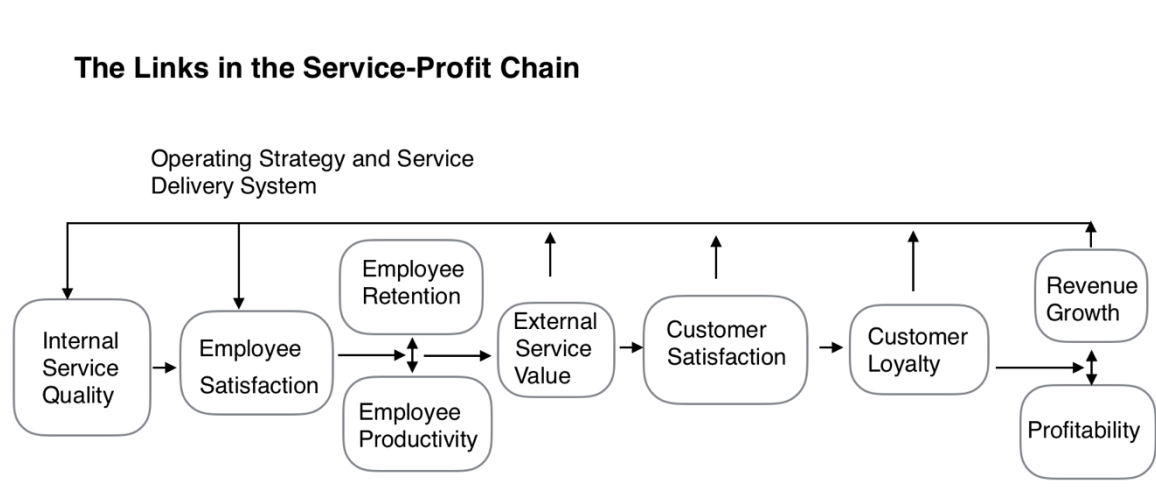 The Links in the Service-Profit Chain
Operating Strategy and Service
Delivery System
Internal
Service
Quality
Employee
Satisfaction
Employee
Retention
Employee
Productivity
External
Service
Value
Customer
Satisfaction
Customer
Loyalty
Revenue
Growth
Profitability